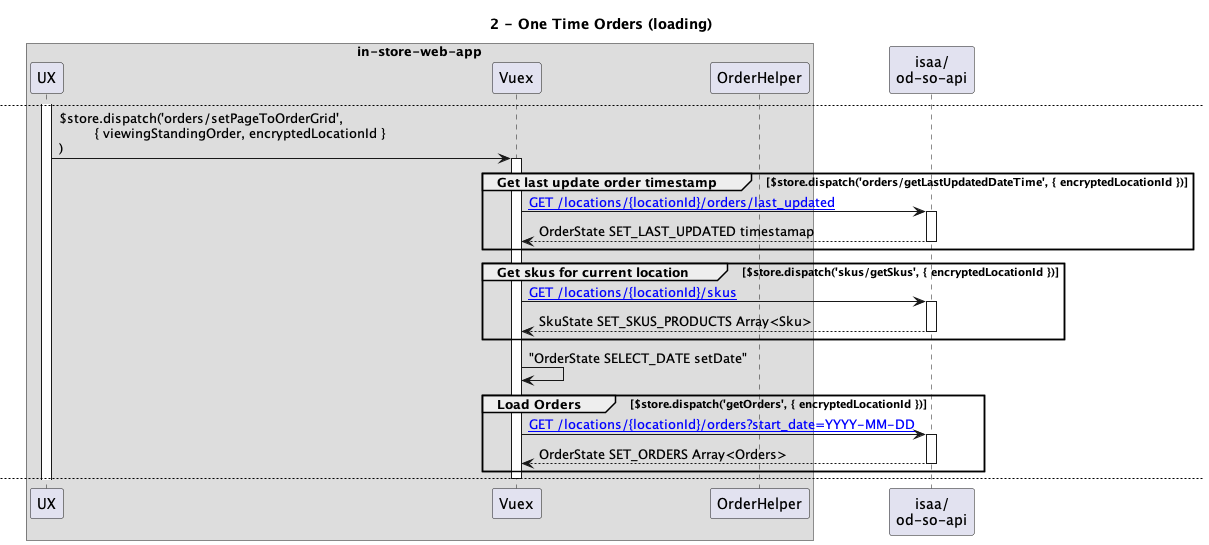 2 - One Time Orders (loading)
in-store-web-app
UX
Vuex
OrderHelper
isaa/
od-so-api
$store.dispatch('orders/setPageToOrderGrid',
{ viewingStandingOrder, encryptedLocationId }
)
Get last update order timestamp [$store.dispatch('orders/getLastUpdatedDateTime', { encryptedLocationId })]
GET /locations/{locationId}/orders/last_updated
OrderState SET_LAST_UPDATED timestamap
Get skus for current location [$store.dispatch('skus/getSkus', { encryptedLocationId })]
GET /locations/{locationId}/skus
SkuState SET_SKUS_PRODUCTS Array<Sku>
"OrderState SELECT_DATE setDate"
Load Orders [$store.dispatch('getOrders', { encryptedLocationId })]
GET /locations/{locationId}/orders?start_date=YYYY-MM-DD
OrderState SET_ORDERS Array<Orders>
UX
Vuex
OrderHelper
isaa/
od-so-api